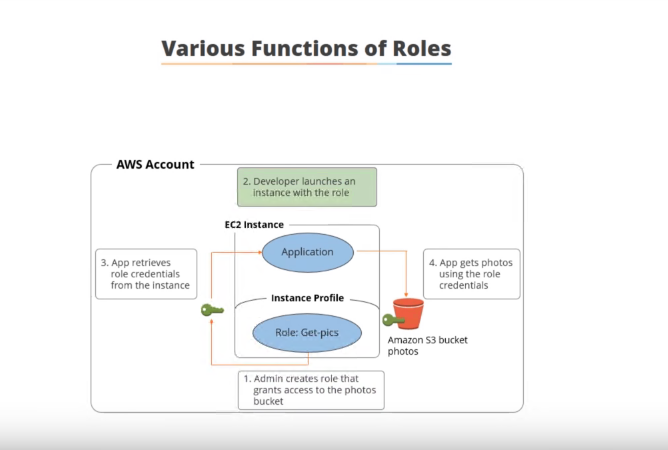 Various Functions of Roles
AWS Account
2. Developer launches an
instance with the role
EC2 Instance
Application
3. App retrieves
role credentials
from the instance
4. App gets photos
using the role
credentials
Instance Profile
Role: Get-pics
Amazon S3 bucket
photos
1. Admin creates role that
grants access to the photos
bucket